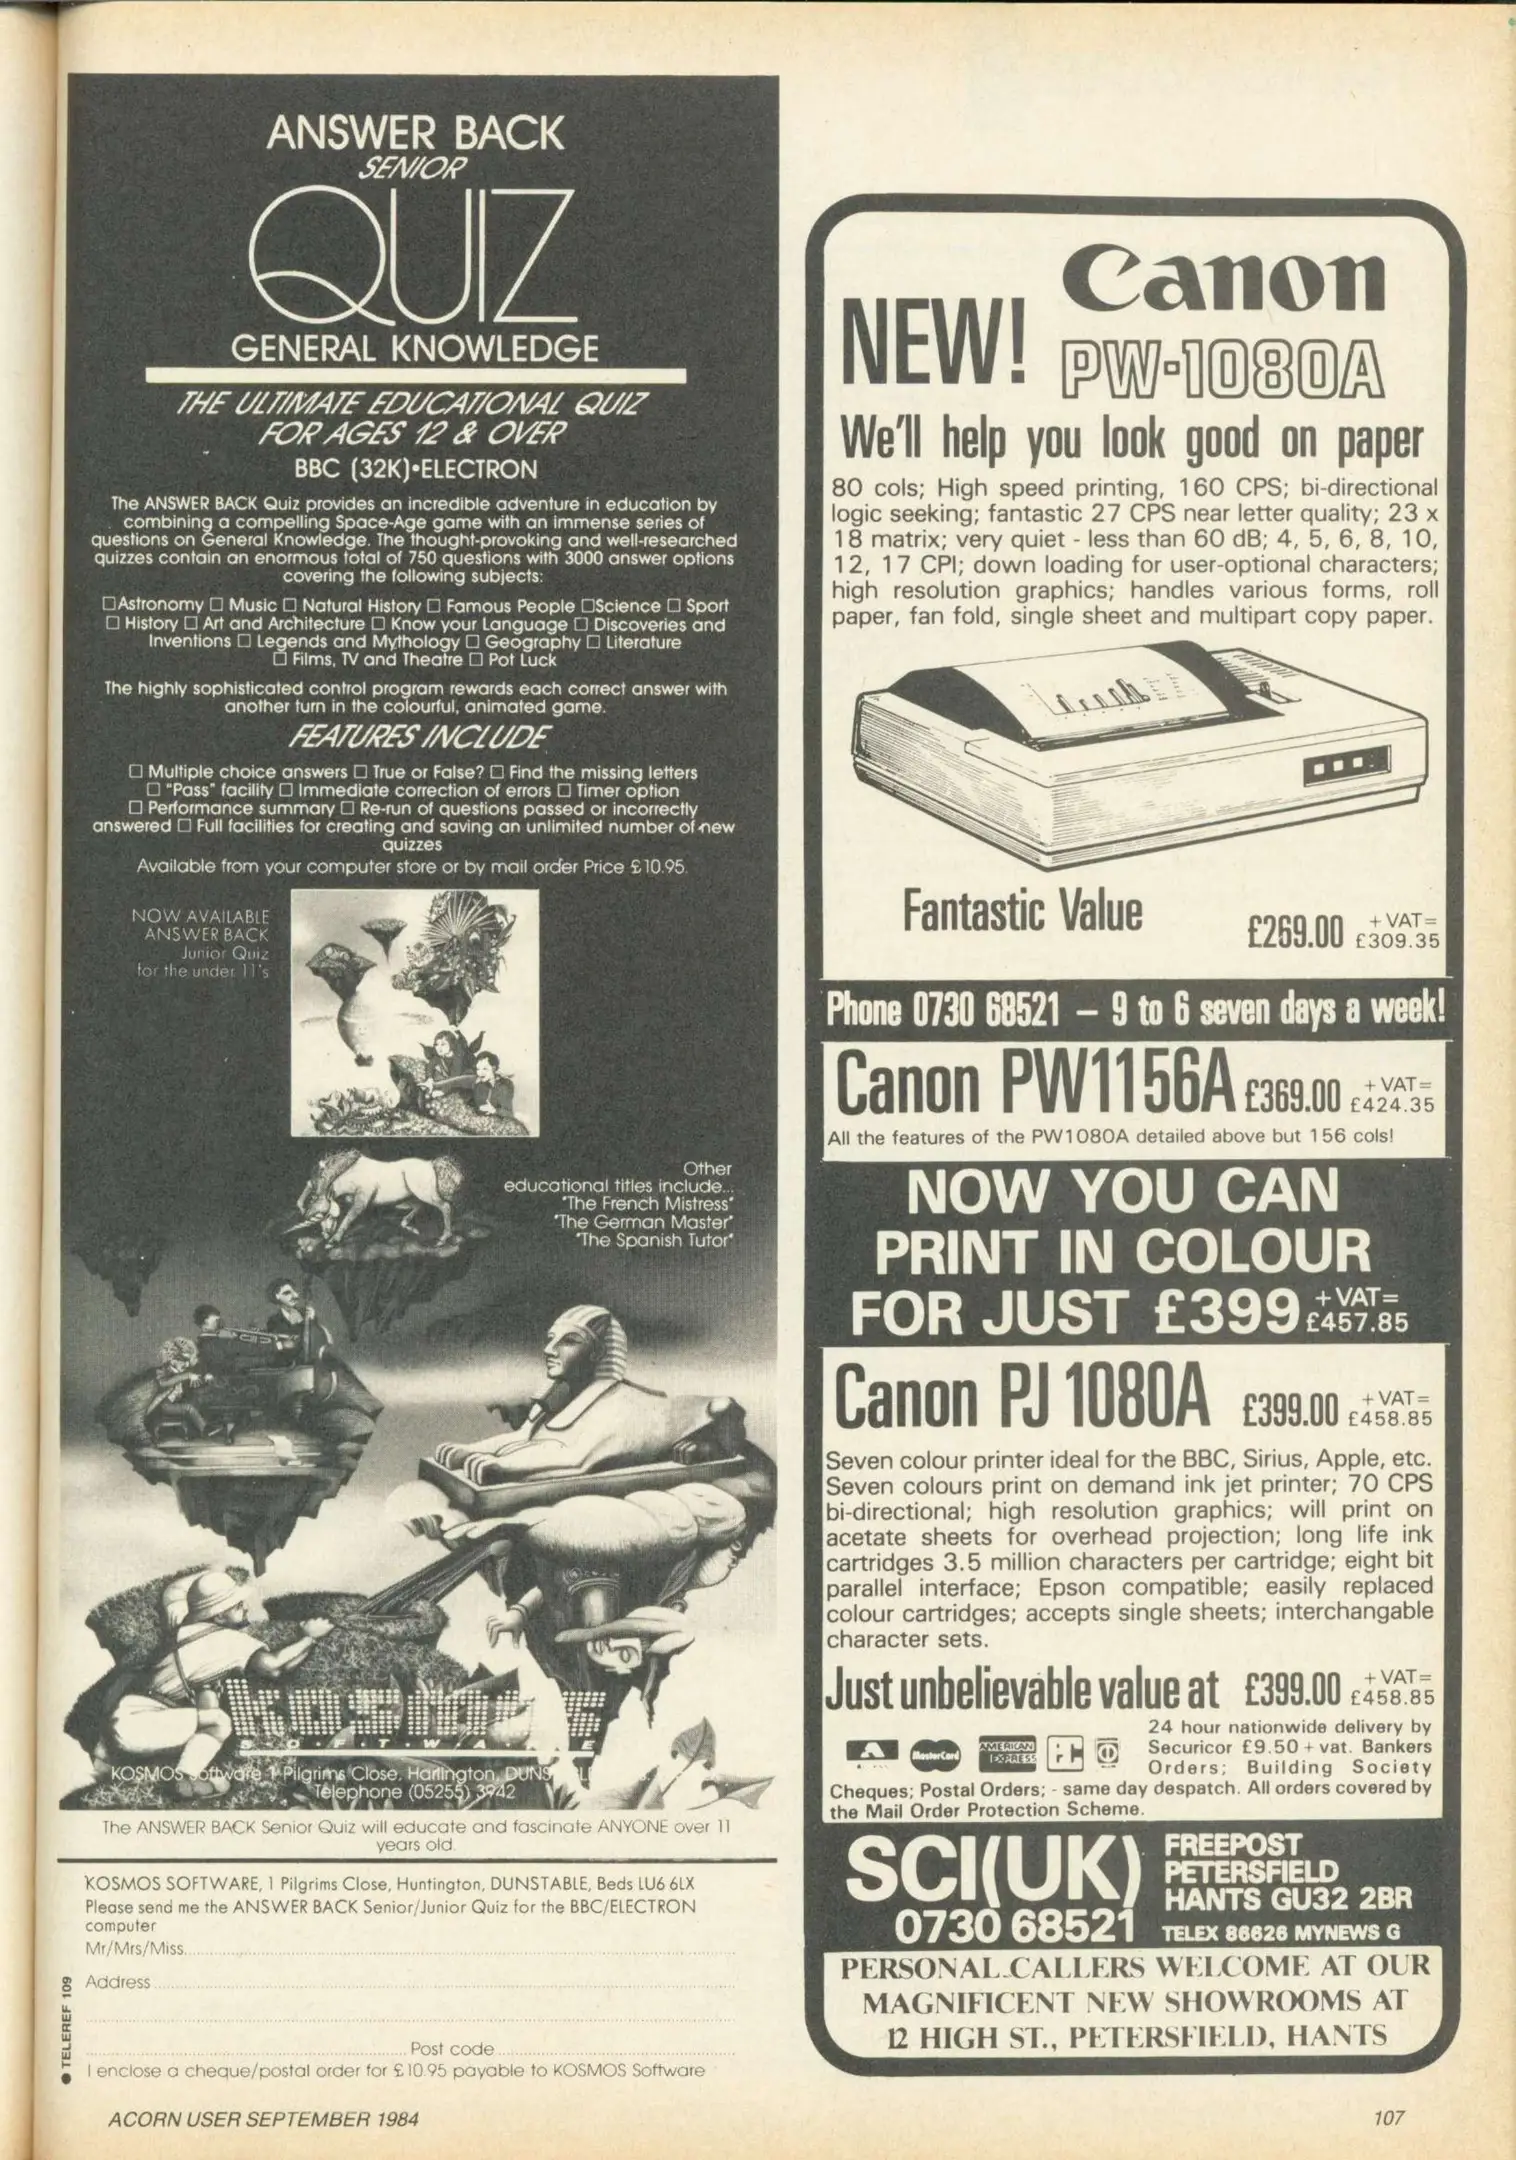 ANSWER BACK
SENIOR
QUIZ
GENERAL KNOWLEDGE
THE ULTIMATE EDUCATIONAL QUIZ
FOR AGES 12 & OVER
BBC (32K)•ELECTRON
The ANSWER BACK Quiz provides an incredible adventure in education by
combining a compelling Space-Age game with an immense series of
questions on General Knowledge. The thought-provoking and well-researched
quizzes contain an enormous total of 750 questions with 3000 answer options
covering the following subjects:
☐ Astronomy ☐ Music ☐ Natural History ☐ Famous People ☐ Science ☐ Sport
☐ History ☐ Art and Architecture ☐ Know your Language ☐ Discoveries and
Inventions ☐ Legends and Mythology ☐ Geography ☐ Literature
☐ Films, TV and Theatre ☐ Pot Luck
The highly sophisticated control program rewards each correct answer with
another turn in the colourful, animated game.
FEATURES INCLUDE
☐ Multiple choice answers ☐ True or False? ☐ Find the missing letters
☐ "Pass" facility ☐ Immediate correction of errors ☐ Timer option
☐ Performance summary ☐ Re-run of questions passed or incorrectly
answered ☐ Full facilities for creating and saving an unlimited number of new
quizzes
Available from your computer store or by mail order Price £10.95.
NOW AVAILABLE
ANSWER BACK
Junior Quiz
for the under 11's
Other
educational titles include...
"The French Mistress"
"The German Master"
"The Spanish Tutor"
kosmos
S·O·F·T·W·A·R·E
KOSMOS Software 1 Pilgrims Close, Harlington, DUNSTABLE
Telephone (05255) 3942
The ANSWER BACK Senior Quiz will educate and fascinate ANYONE over 11
years old.
KOSMOS SOFTWARE, 1 Pilgrims Close, Huntington, DUNSTABLE, Beds LU6 6LX
Please send me the ANSWER BACK Senior/Junior Quiz for the BBC/ELECTRON
computer
Mr/Mrs/Miss
Address
Post code
I enclose a cheque/postal order for £10.95 payable to KOSMOS Software
● TELEREF 109
Canon
NEW!
PW-1080A
We'll help you look good on paper
80 cols; High speed printing, 160 CPS; bi-directional
logic seeking; fantastic 27 CPS near letter quality; 23 x
18 matrix; very quiet - less than 60 dB; 4, 5, 6, 8, 10,
12, 17 CPI; down loading for user-optional characters;
high resolution graphics; handles various forms, roll
paper, fan fold, single sheet and multipart copy paper.
Fantastic Value £269.00 +VAT= £309.35
Phone 0730 68521 – 9 to 6 seven days a week!
Canon PW1156A £369.00 +VAT= £424.35
All the features of the PW1080A detailed above but 156 cols!
NOW YOU CAN
PRINT IN COLOUR
FOR JUST £399 +VAT= £457.85
Canon PJ 1080A £399.00 +VAT= £458.85
Seven colour printer ideal for the BBC, Sirius, Apple, etc.
Seven colours print on demand ink jet printer; 70 CPS
bi-directional; high resolution graphics; will print on
acetate sheets for overhead projection; long life ink
cartridges 3.5 million characters per cartridge; eight bit
parallel interface; Epson compatible; easily replaced
colour cartridges; accepts single sheets; interchangable
character sets.
Just unbelievable value at £399.00 +VAT= £458.85
MasterCard
AMERICAN EXPRESS
24 hour nationwide delivery by
Securicor £9.50 + vat. Bankers
Orders; Building Society
Cheques; Postal Orders; - same day despatch. All orders covered by
the Mail Order Protection Scheme.
SCI(UK)
0730 68521
FREEPOST
PETERSFIELD
HANTS GU32 2BR
TELEX 86626 MYNEWS G
PERSONAL CALLERS WELCOME AT OUR
MAGNIFICENT NEW SHOWROOMS AT
12 HIGH ST., PETERSFIELD, HANTS
ACORN USER SEPTEMBER 1984
107